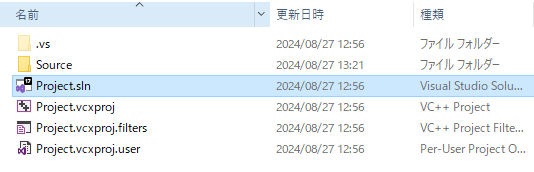 名前 更新日時 種類
.vs 2024/08/27 12:56 ファイル フォルダー
Source 2024/08/27 13:21 ファイル フォルダー
Project.sln 2024/08/27 12:56 Visual Studio Solu...
Project.vcxproj 2024/08/27 12:56 VC++ Project
Project.vcxproj.filters 2024/08/27 12:56 VC++ Project Filte...
Project.vcxproj.user 2024/08/27 12:56 Per-User Project O...